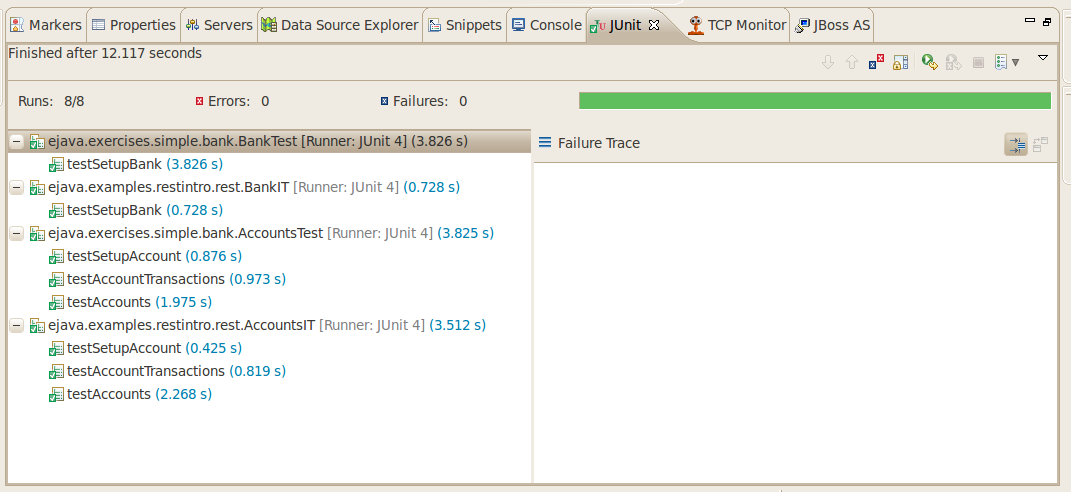 Markers Properties Servers Data Source Explorer Snippets Console JUnit TCP Monitor JBoss AS
Finished after 12.117 seconds
Runs: 8/8 Errors: 0 Failures: 0
ejava.exercises.simple.bank.BankTest [Runner: JUnit 4] (3.826 s)
Failure Trace
testSetupBank (3.826 s)
ejava.examples.restintro.rest.BankIT [Runner: JUnit 4] (0.728 s)
testSetupBank (0.728 s)
ejava.exercises.simple.bank.AccountsTest [Runner: JUnit 4] (3.825 s)
testSetupAccount (0.876 s)
testAccountTransactions (0.973 s)
testAccounts (1.975 s)
ejava.examples.restintro.rest.AccountsIT [Runner: JUnit 4] (3.512 s)
testSetupAccount (0.425 s)
testAccountTransactions (0.819 s)
testAccounts (2.268 s)